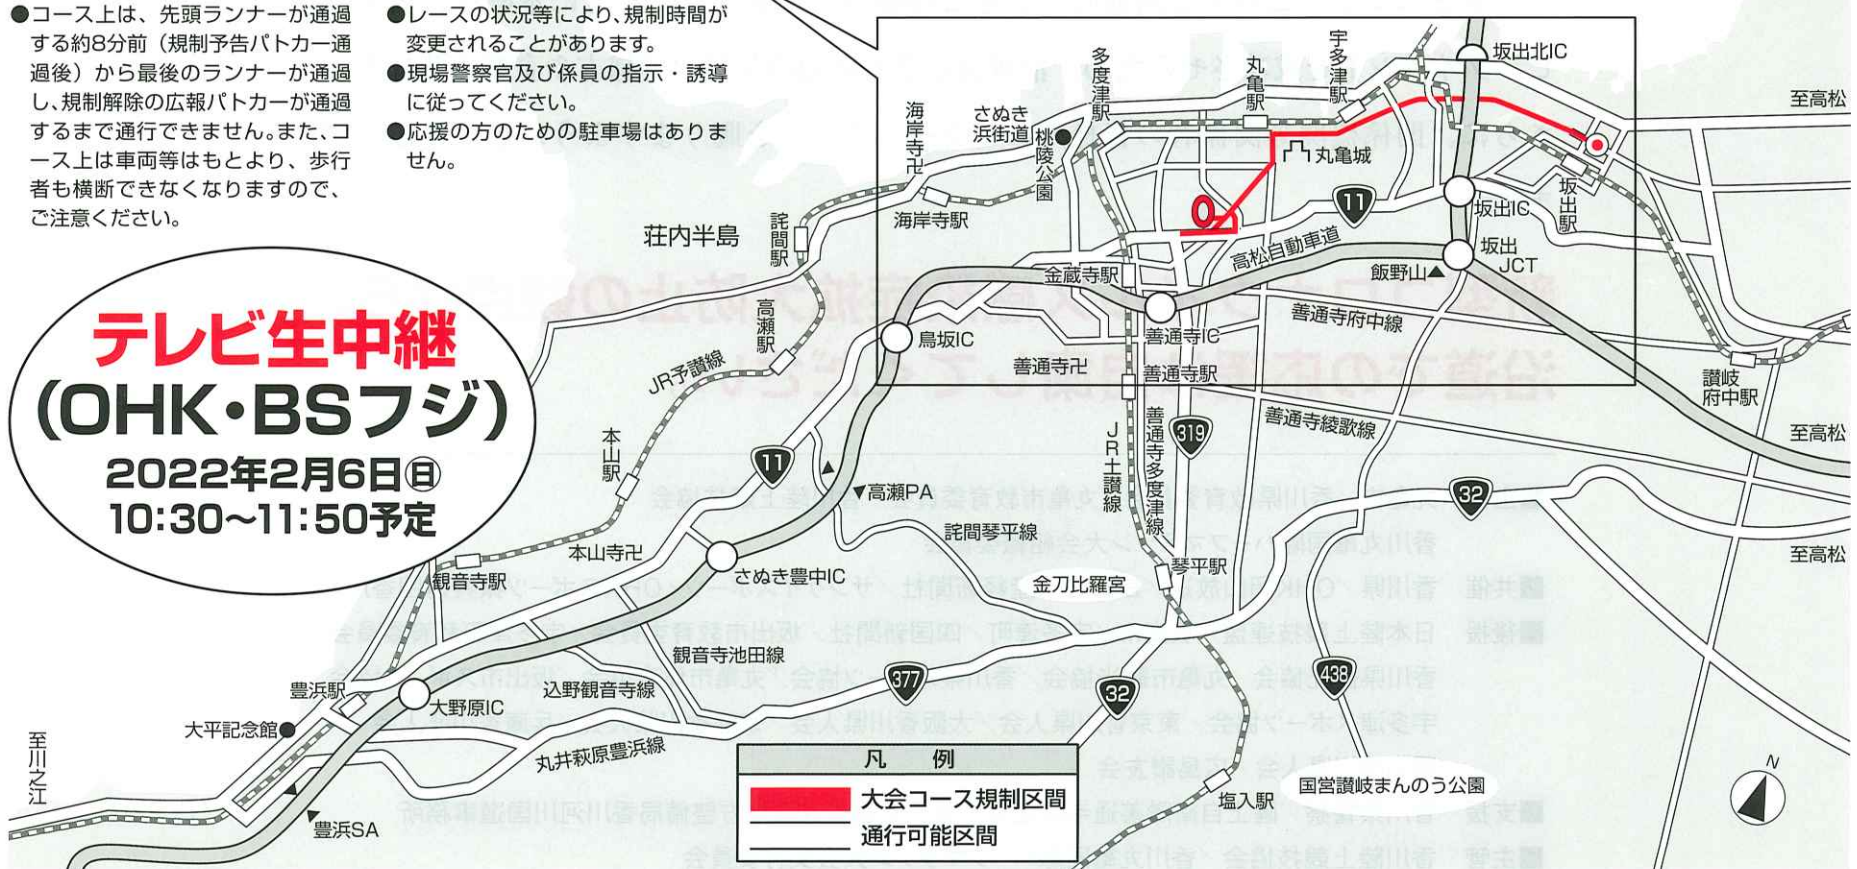 ●コース上は、先頭ランナーが通過
する約8分前（規制予告パトカー通
過後）から最後のランナーが通過
し、規制解除の広報パトカーが通過
するまで通行できません。また、コ
ース上は車両等はもとより、歩行
者も横断できなくなりますので、
ご注意ください。
●レースの状況等により、規制時間が
変更されることがあります。
●現場警察官及び係員の指示・誘導
に従ってください。
●応援の方のための駐車場はありま
せん。
テレビ生中継
(OHK・BSフジ)
2022年2月6日㊐
10:30～11:50予定
坂出北IC
宇多津駅
多度津駅
丸亀駅
至高松
海岸寺卍
さぬき
浜街道
桃陵公園
丸亀城
11
坂出IC
坂出駅
海岸寺駅
荘内半島
詫間駅
高松自動車道
坂出
JCT
飯野山
金蔵寺駅
善通寺府中線
高瀬駅
鳥坂IC
善通寺IC
善通寺卍
善通寺駅
讃岐
府中駅
JR予讃線
善通寺綾歌線
本山駅
JR土讃線
善通寺多度津線
319
至高松
11
高瀬PA
32
詫間琴平線
本山寺卍
至高松
さぬき豊中IC
観音寺駅
金刀比羅宮
琴平駅
観音寺池田線
377
438
32
豊浜駅
込野観音寺線
大野原IC
大平記念館
丸井萩原豊浜線
至川之江
豊浜SA
凡 例
大会コース規制区間
通行可能区間
塩入駅
国営讃岐まんのう公園
N